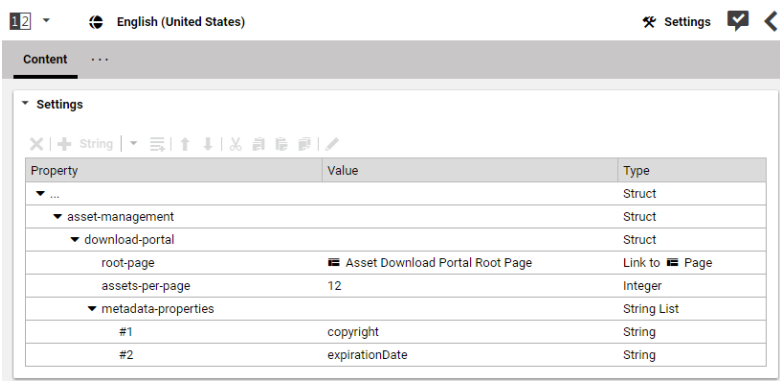 12 English (United States) Settings
Content ...
Settings
String
Property Value Type
... Struct
asset-management Struct
download-portal Struct
root-page Asset Download Portal Root Page Link to Page
assets-per-page 12 Integer
metadata-properties String List
#1 copyright String
#2 expirationDate String